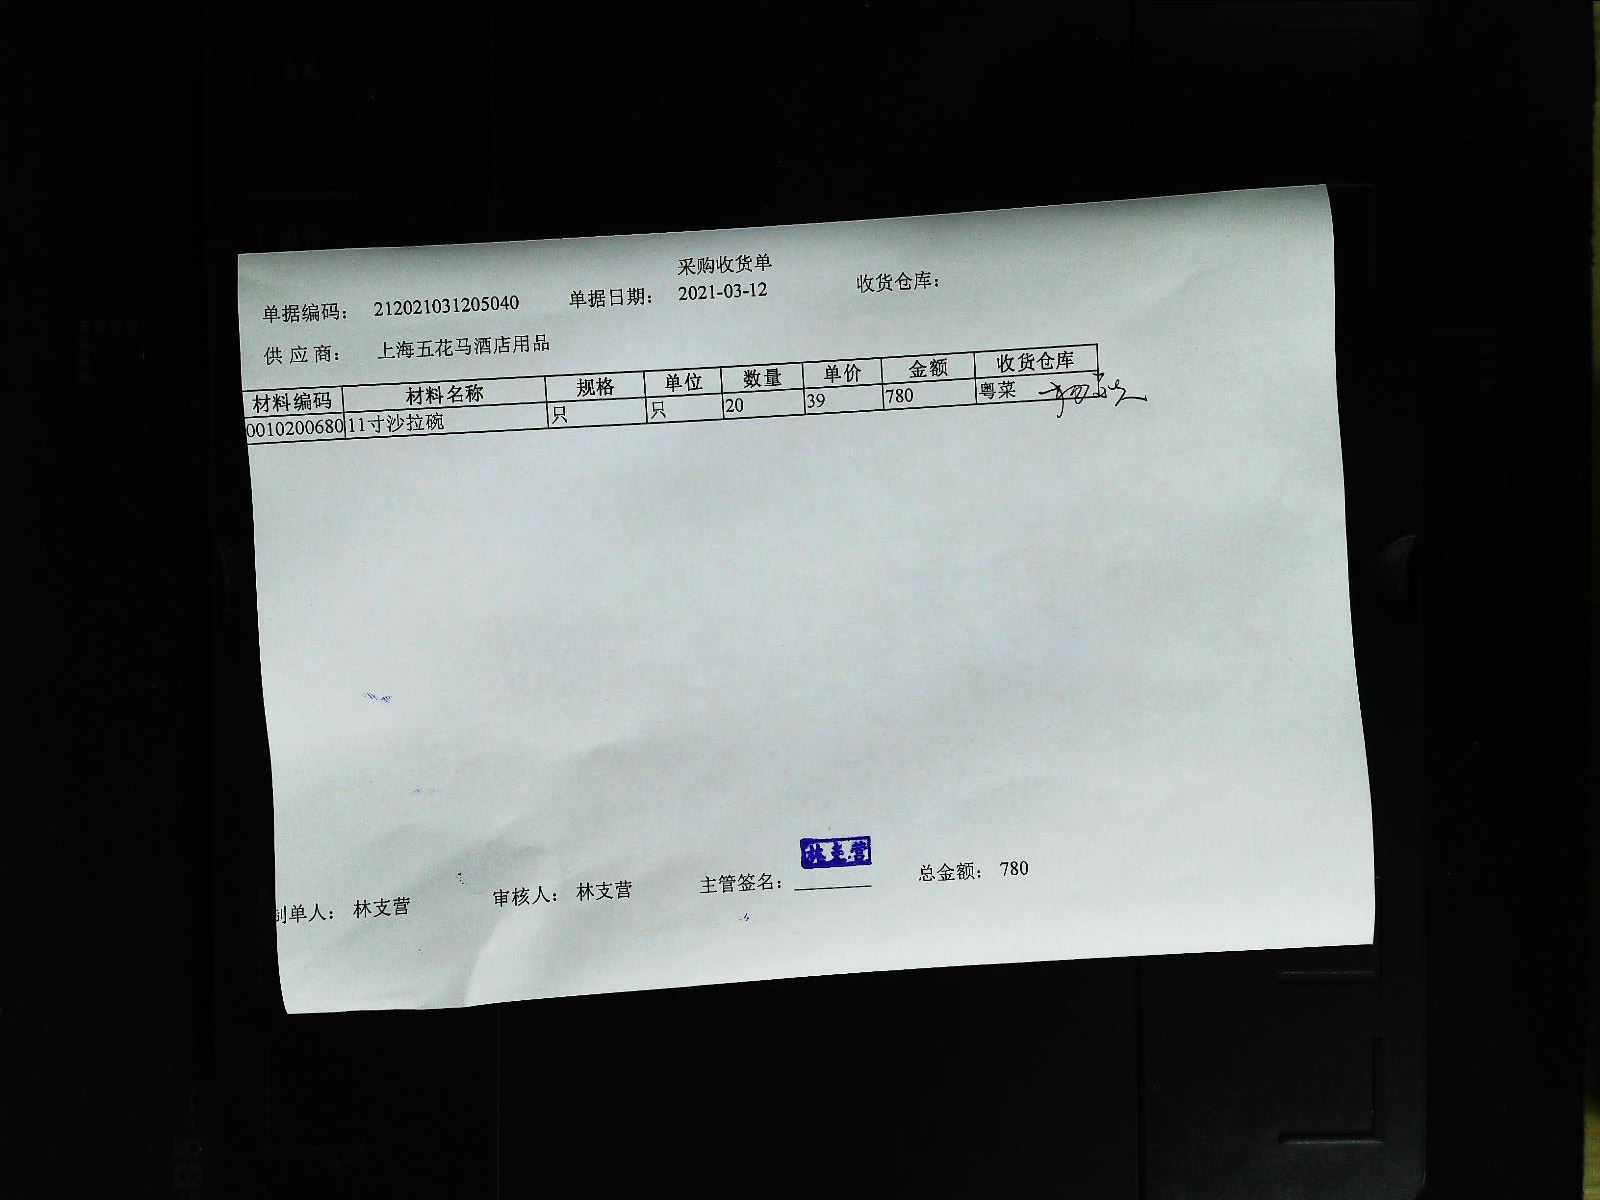 采购收货单
单据编码： 212021031205040 单据日期： 2021-03-12 收货仓库：
供 应 商： 上海五花马酒店用品
材料编码 材料名称 规格 单位 数量 单价 金额 收货仓库
0010200680 11寸沙拉碗 只 只 20 39 780 粤菜
林支营
制单人： 林支营 审核人： 林支营 主管签名： 总金额： 780